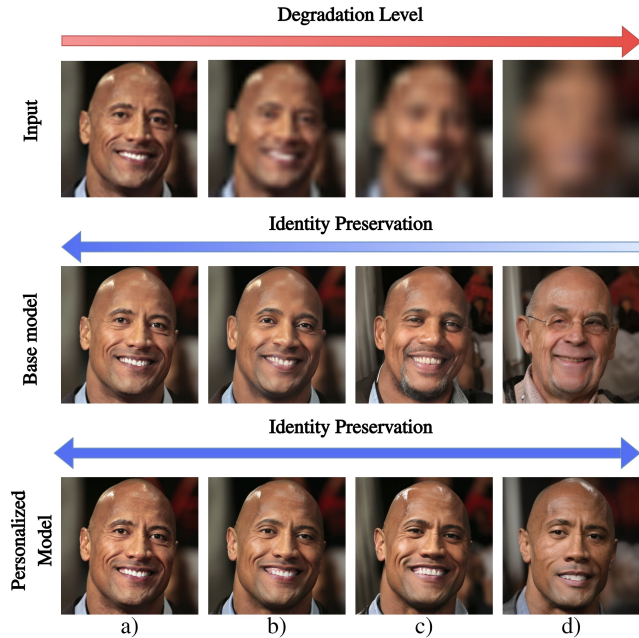 Degradation Level
Input
Identity Preservation
Base model
Identity Preservation
Personalized
Model
a)
b)
c)
d)